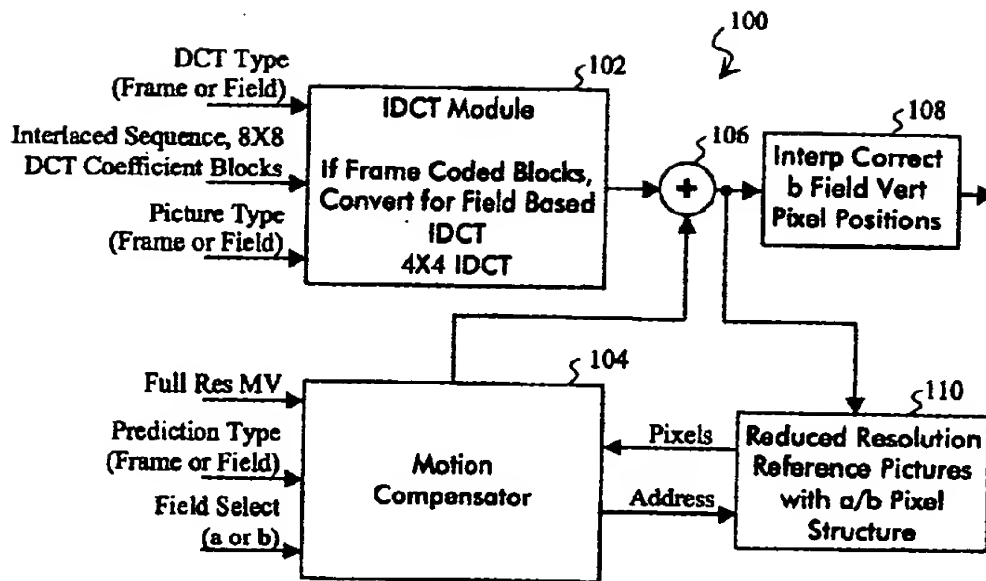 100
DCT Type
(Frame or Field)
Interlaced Sequence, 8X8
DCT Coefficient Blocks
Picture Type
(Frame or Field)
102
IDCT Module
If Frame Coded Blocks,
Convert for Field Based
IDCT
4X4 IDCT
106
+
108
Interp Correct
b Field Vert
Pixel Positions
Full Res MV
Prediction Type
(Frame or Field)
Field Select
(a or b)
104
Motion
Compensator
Pixels
Address
110
Reduced Resolution
Reference Pictures
with a/b Pixel
Structure